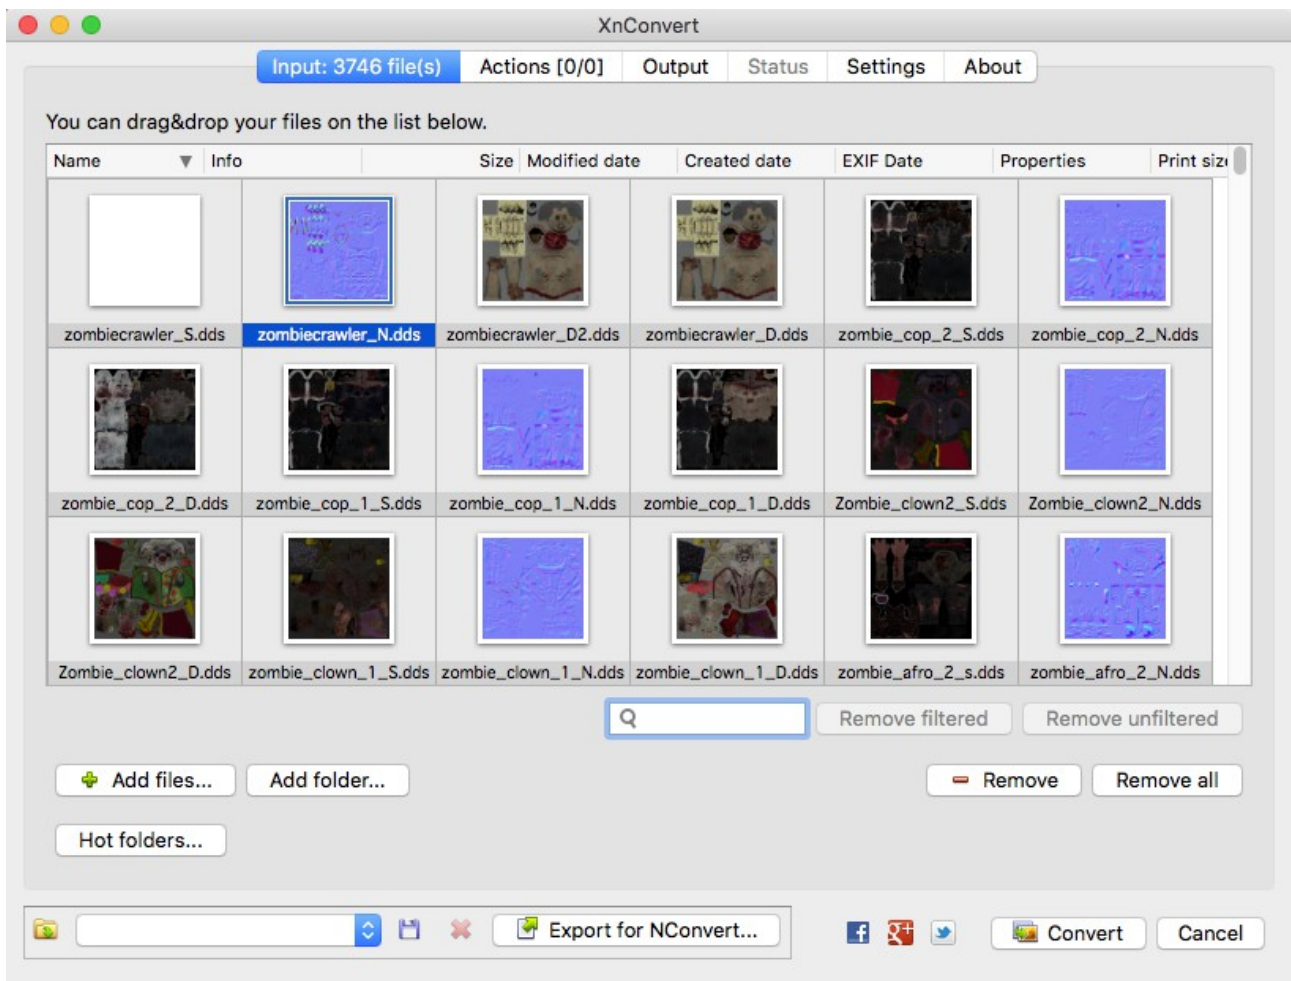 XnConvert
Input: 3746 file(s) Actions [0/0] Output Status Settings About
You can drag&drop your files on the list below.
Name Info Size Modified date Created date EXIF Date Properties Print siz
zombiecrawler_S.dds zombiecrawler_N.dds zombiecrawler_D2.dds zombiecrawler_D.dds zombie_cop_2_S.dds zombie_cop_2_N.dds
zombie_cop_2_D.dds zombie_cop_1_S.dds zombie_cop_1_N.dds zombie_cop_1_D.dds Zombie_clown2_S.dds Zombie_clown2_N.dds
Zombie_clown2_D.dds zombie_clown_1_S.dds zombie_clown_1_N.dds zombie_clown_1_D.dds zombie_afro_2_s.dds zombie_afro_2_N.dds
Remove filtered Remove unfiltered
Add files... Add folder... Remove Remove all
Hot folders...
Export for NConvert... Convert Cancel